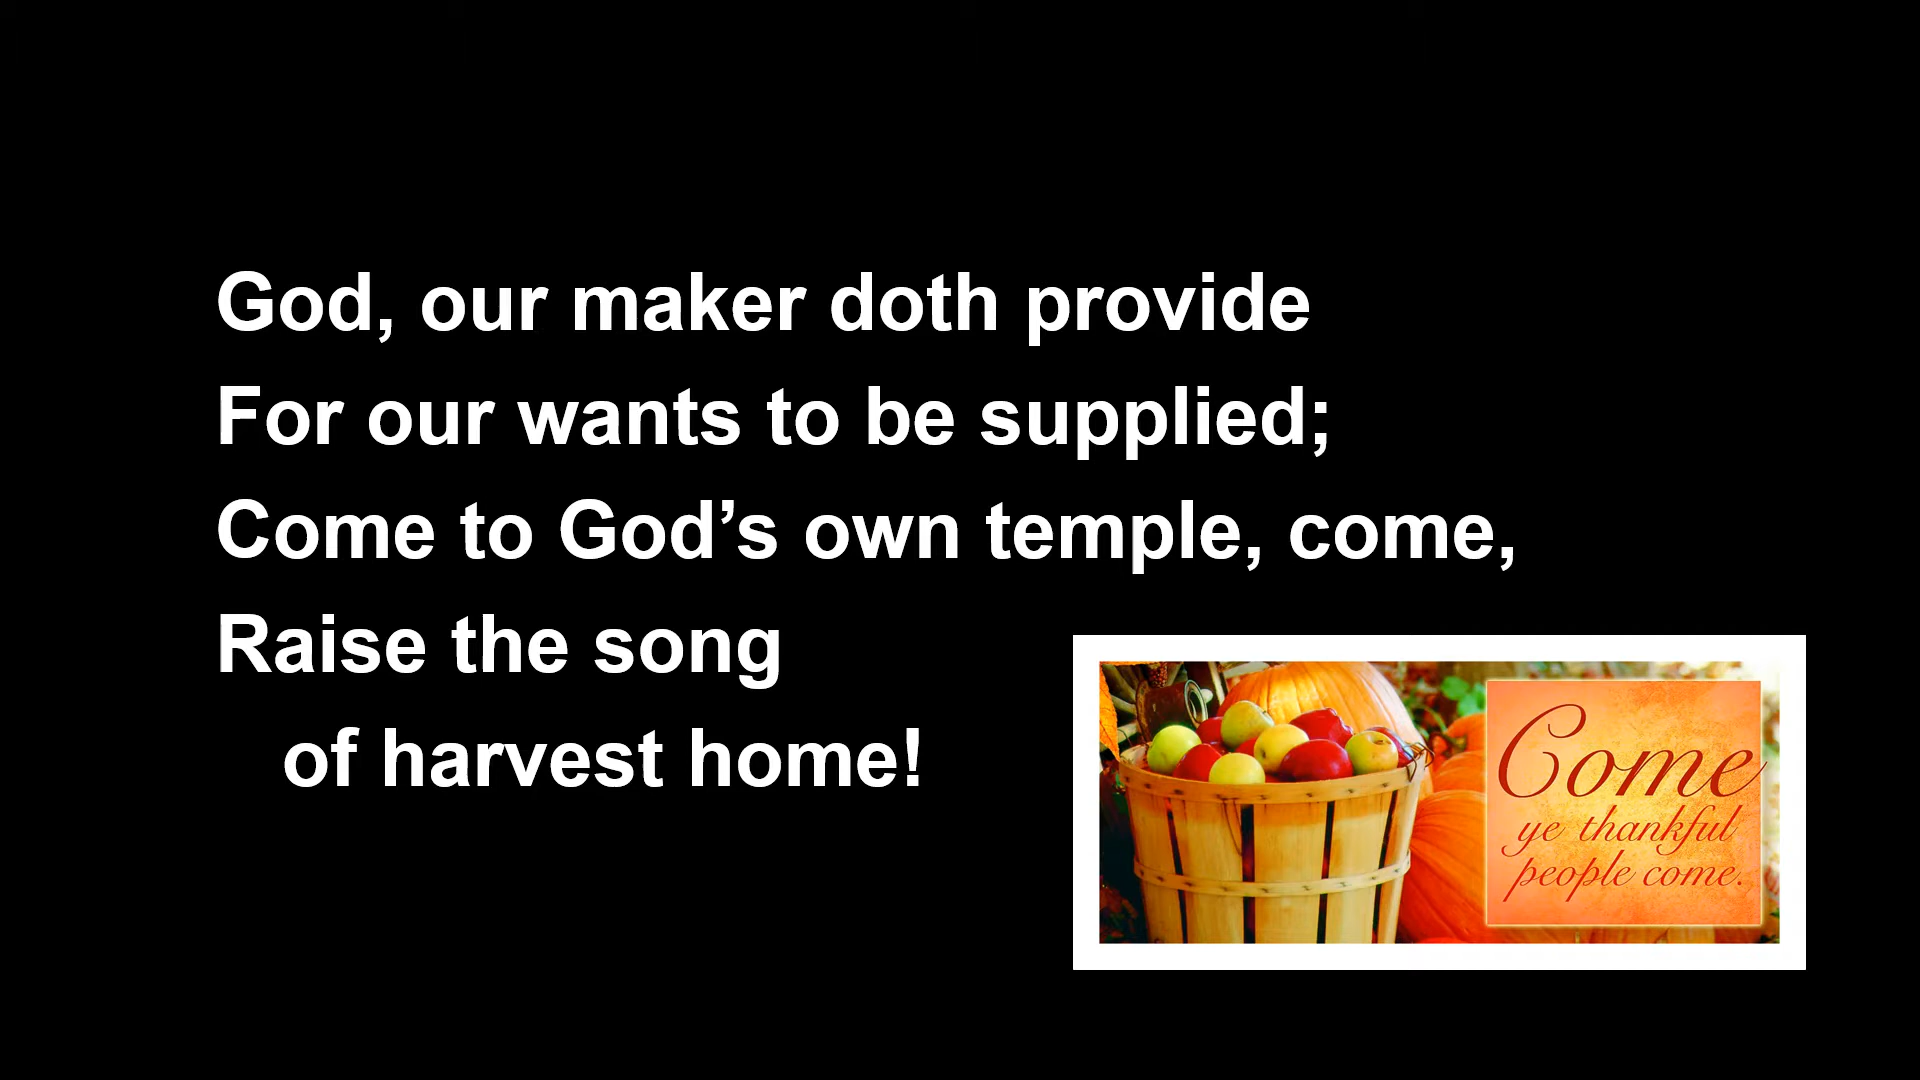 God, our maker doth provide
For our wants to be supplied;
Come to God’s own temple, come,
Raise the song
of harvest home!
Come
ye thankful
people come.